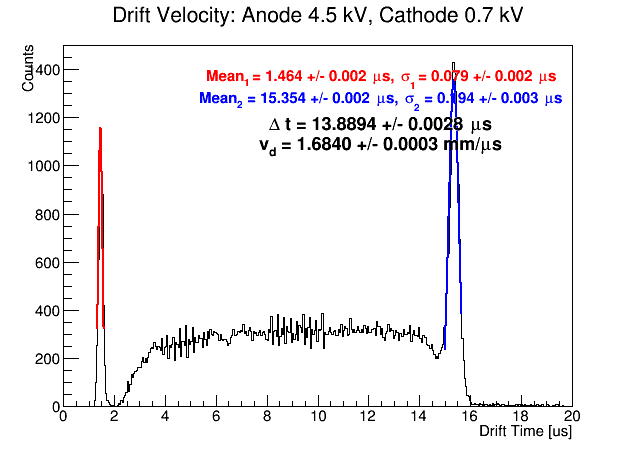 Drift Velocity: Anode 4.5 kV, Cathode 0.7 kV
Counts
Mean₁ = 1.464 +/- 0.002 μs, σ₁ = 0.079 +/- 0.002 μs
Mean₂ = 15.354 +/- 0.002 μs, σ₂ = 0.194 +/- 0.003 μs
Δ t = 13.8894 +/- 0.0028 μs
v_d = 1.6840 +/- 0.0003 mm/μs
1400
1200
1000
800
600
400
200
0
0 2 4 6 8 10 12 14 16 18 20
Drift Time [us]